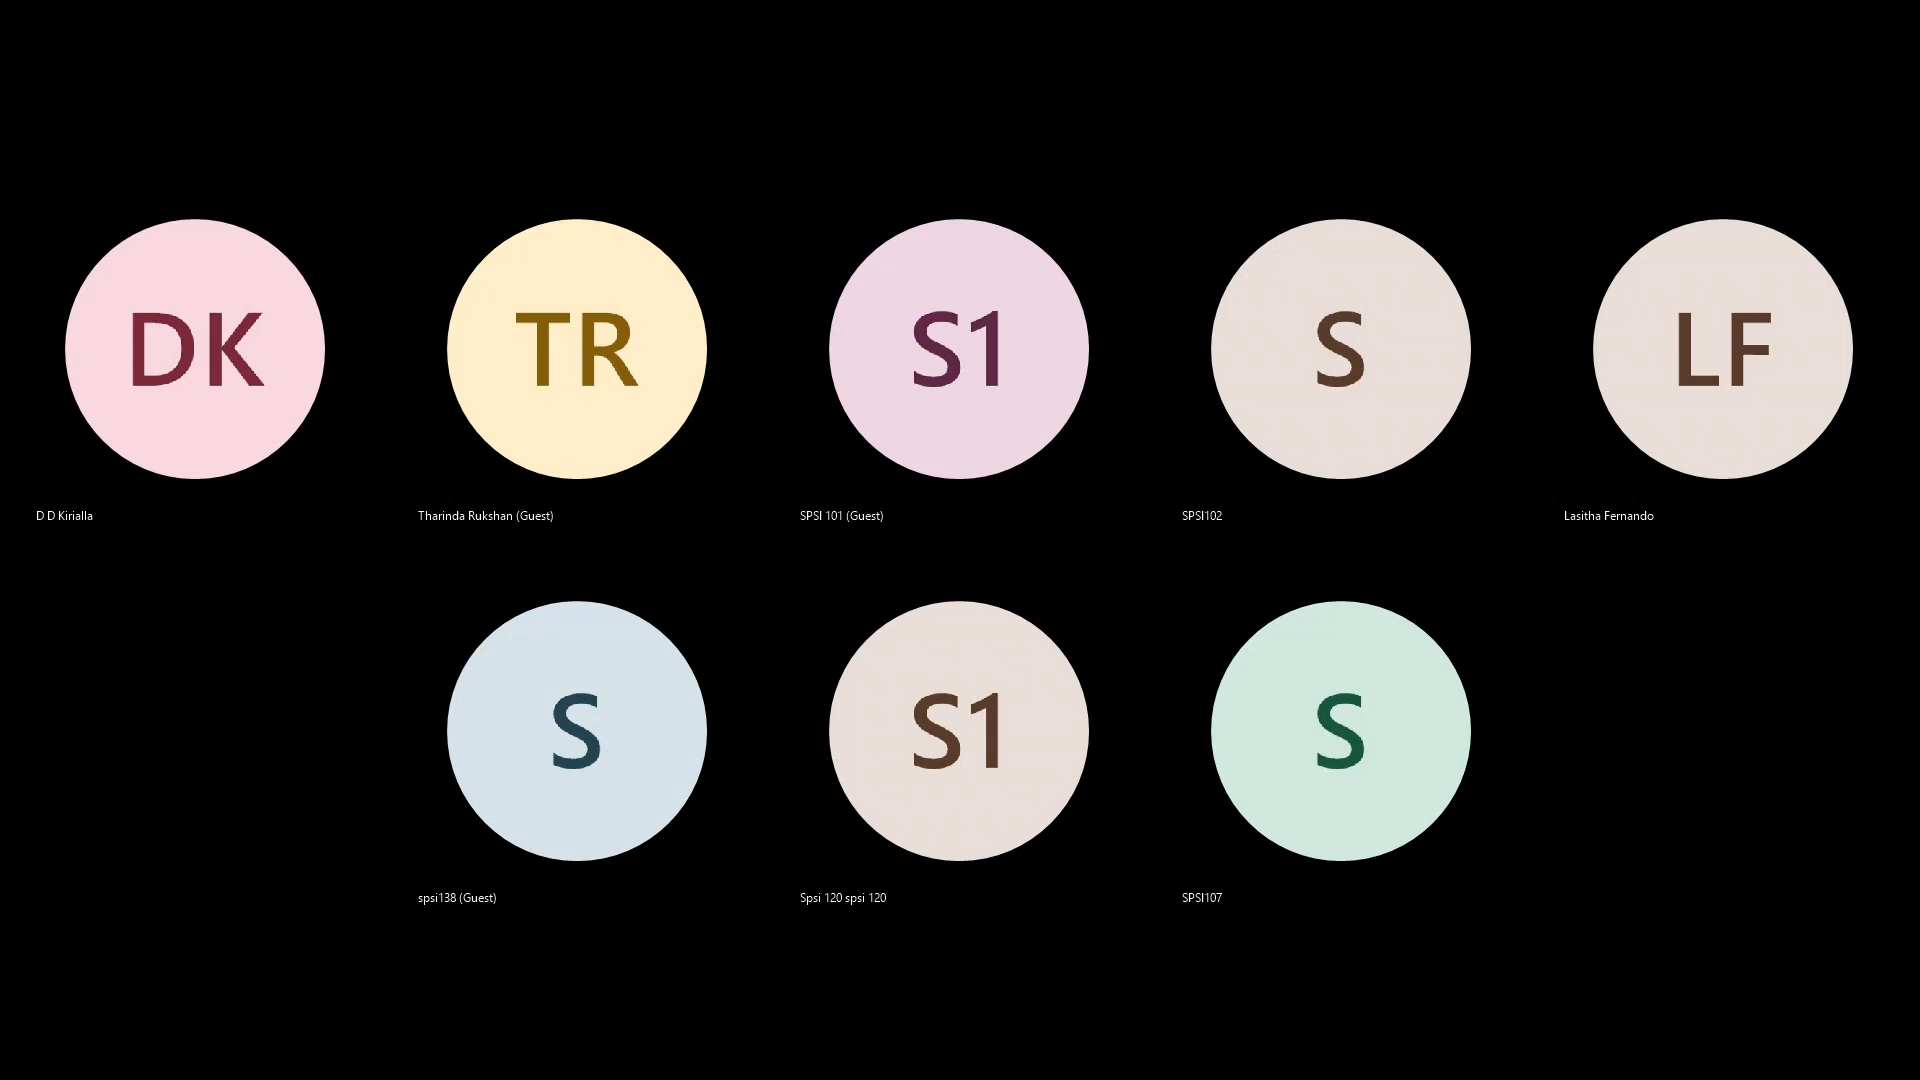 DK
TR
S1
S
LF
D D Kirialla
Tharinda Rukshan (Guest)
SPSI 101 (Guest)
SPSI102
Lasitha Fernando
S
S1
S
spsi138 (Guest)
Spsi 120 spsi 120
SPSI107